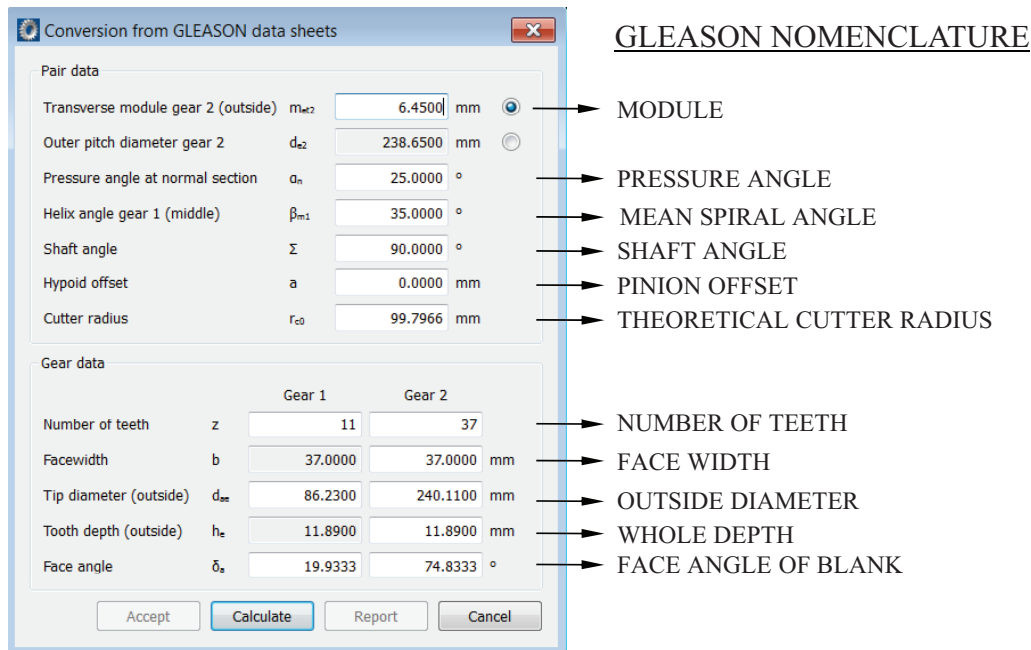 Conversion from GLEASON data sheets
GLEASON NOMENCLATURE
Pair data
Transverse module gear 2 (outside) met2 6.4500 mm MODULE
Outer pitch diameter gear 2 de2 238.6500 mm
Pressure angle at normal section αn 25.0000 ° PRESSURE ANGLE
Helix angle gear 1 (middle) βm1 35.0000 ° MEAN SPIRAL ANGLE
Shaft angle Σ 90.0000 ° SHAFT ANGLE
Hypoid offset a 0.0000 mm PINION OFFSET
Cutter radius rc0 99.7966 mm THEORETICAL CUTTER RADIUS
Gear data
Gear 1 Gear 2
Number of teeth z 11 37 NUMBER OF TEETH
Facewidth b 37.0000 37.0000 mm FACE WIDTH
Tip diameter (outside) dae 86.2300 240.1100 mm OUTSIDE DIAMETER
Tooth depth (outside) he 11.8900 11.8900 mm WHOLE DEPTH
Face angle δa 19.9333 74.8333 ° FACE ANGLE OF BLANK
Accept Calculate Report Cancel